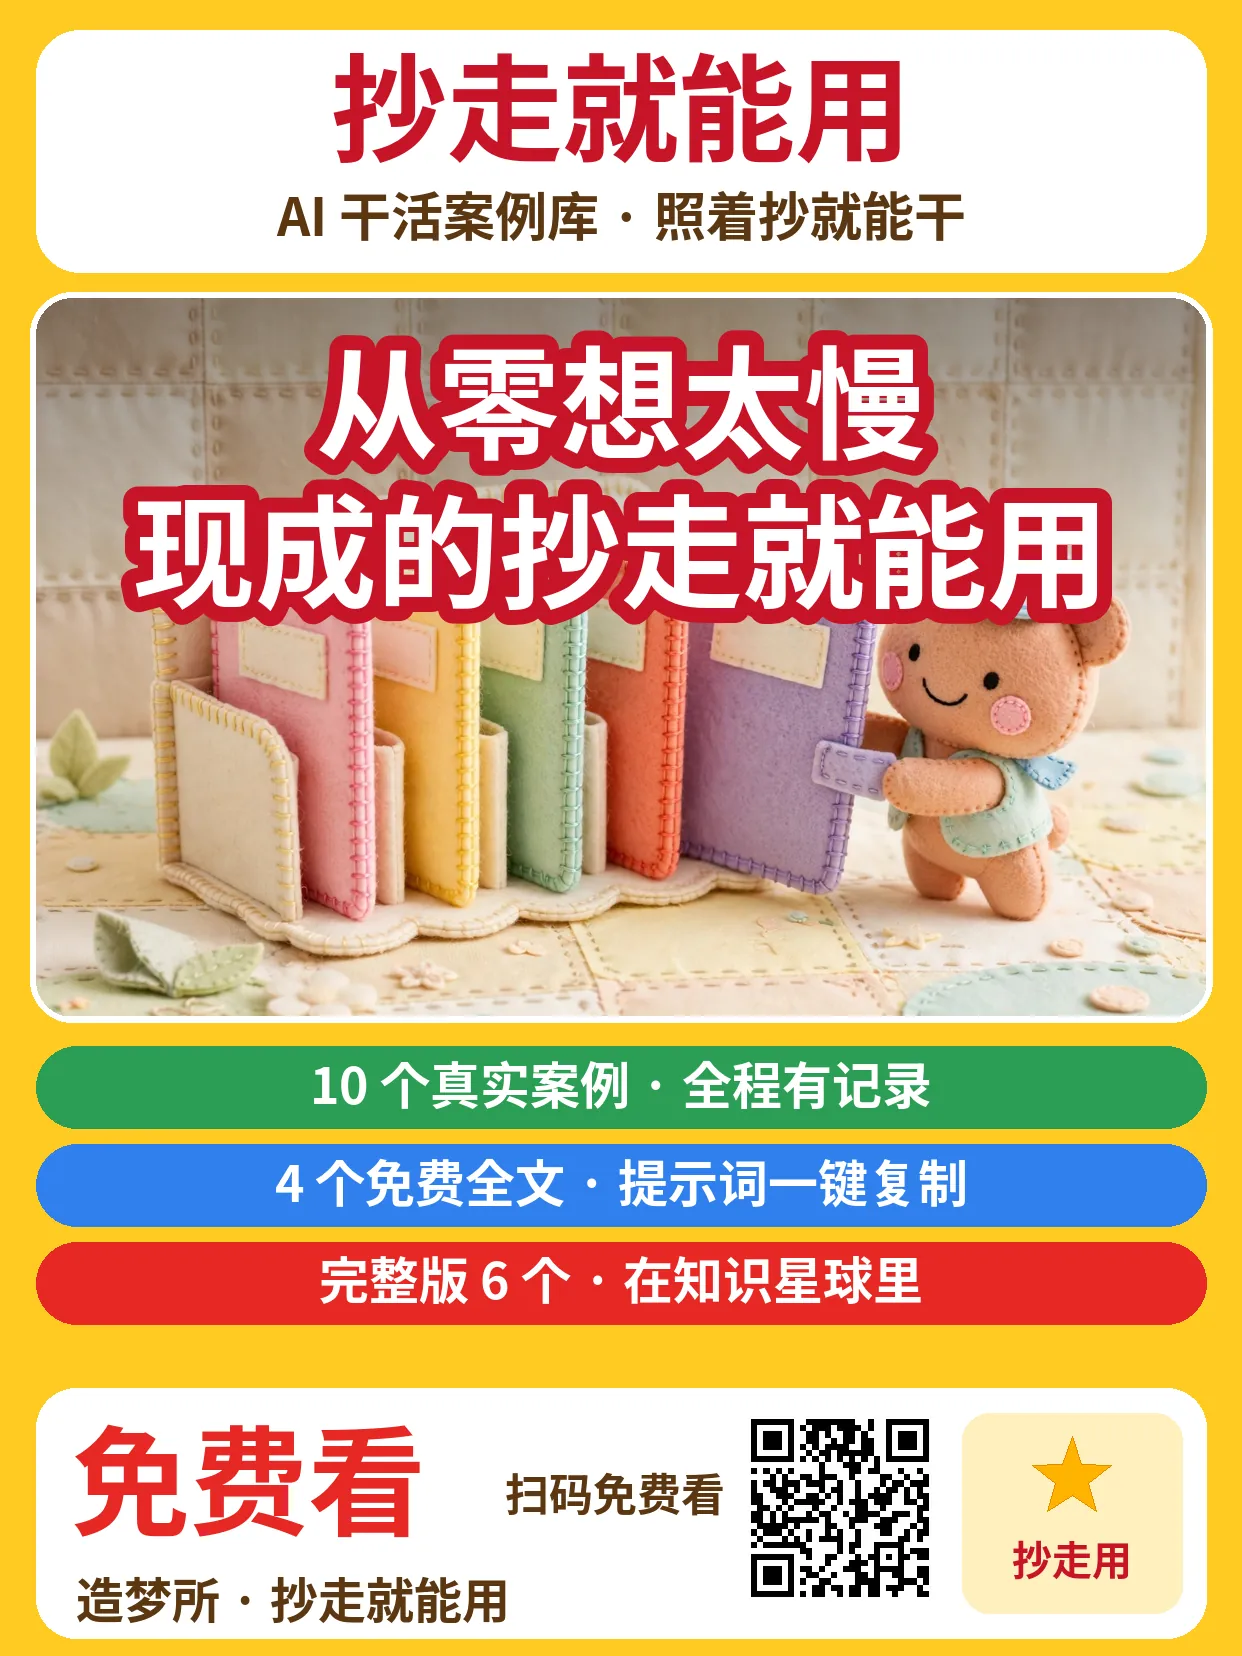 抄走就能用
AI 干活案例库 · 照着抄就能干
从零想太慢
现成的抄走就能用
10 个真实案例 · 全程有记录
4 个免费全文 · 提示词一键复制
完整版 6 个 · 在知识星球里
免费看
扫码免费看
造梦所 · 抄走就能用
抄走用